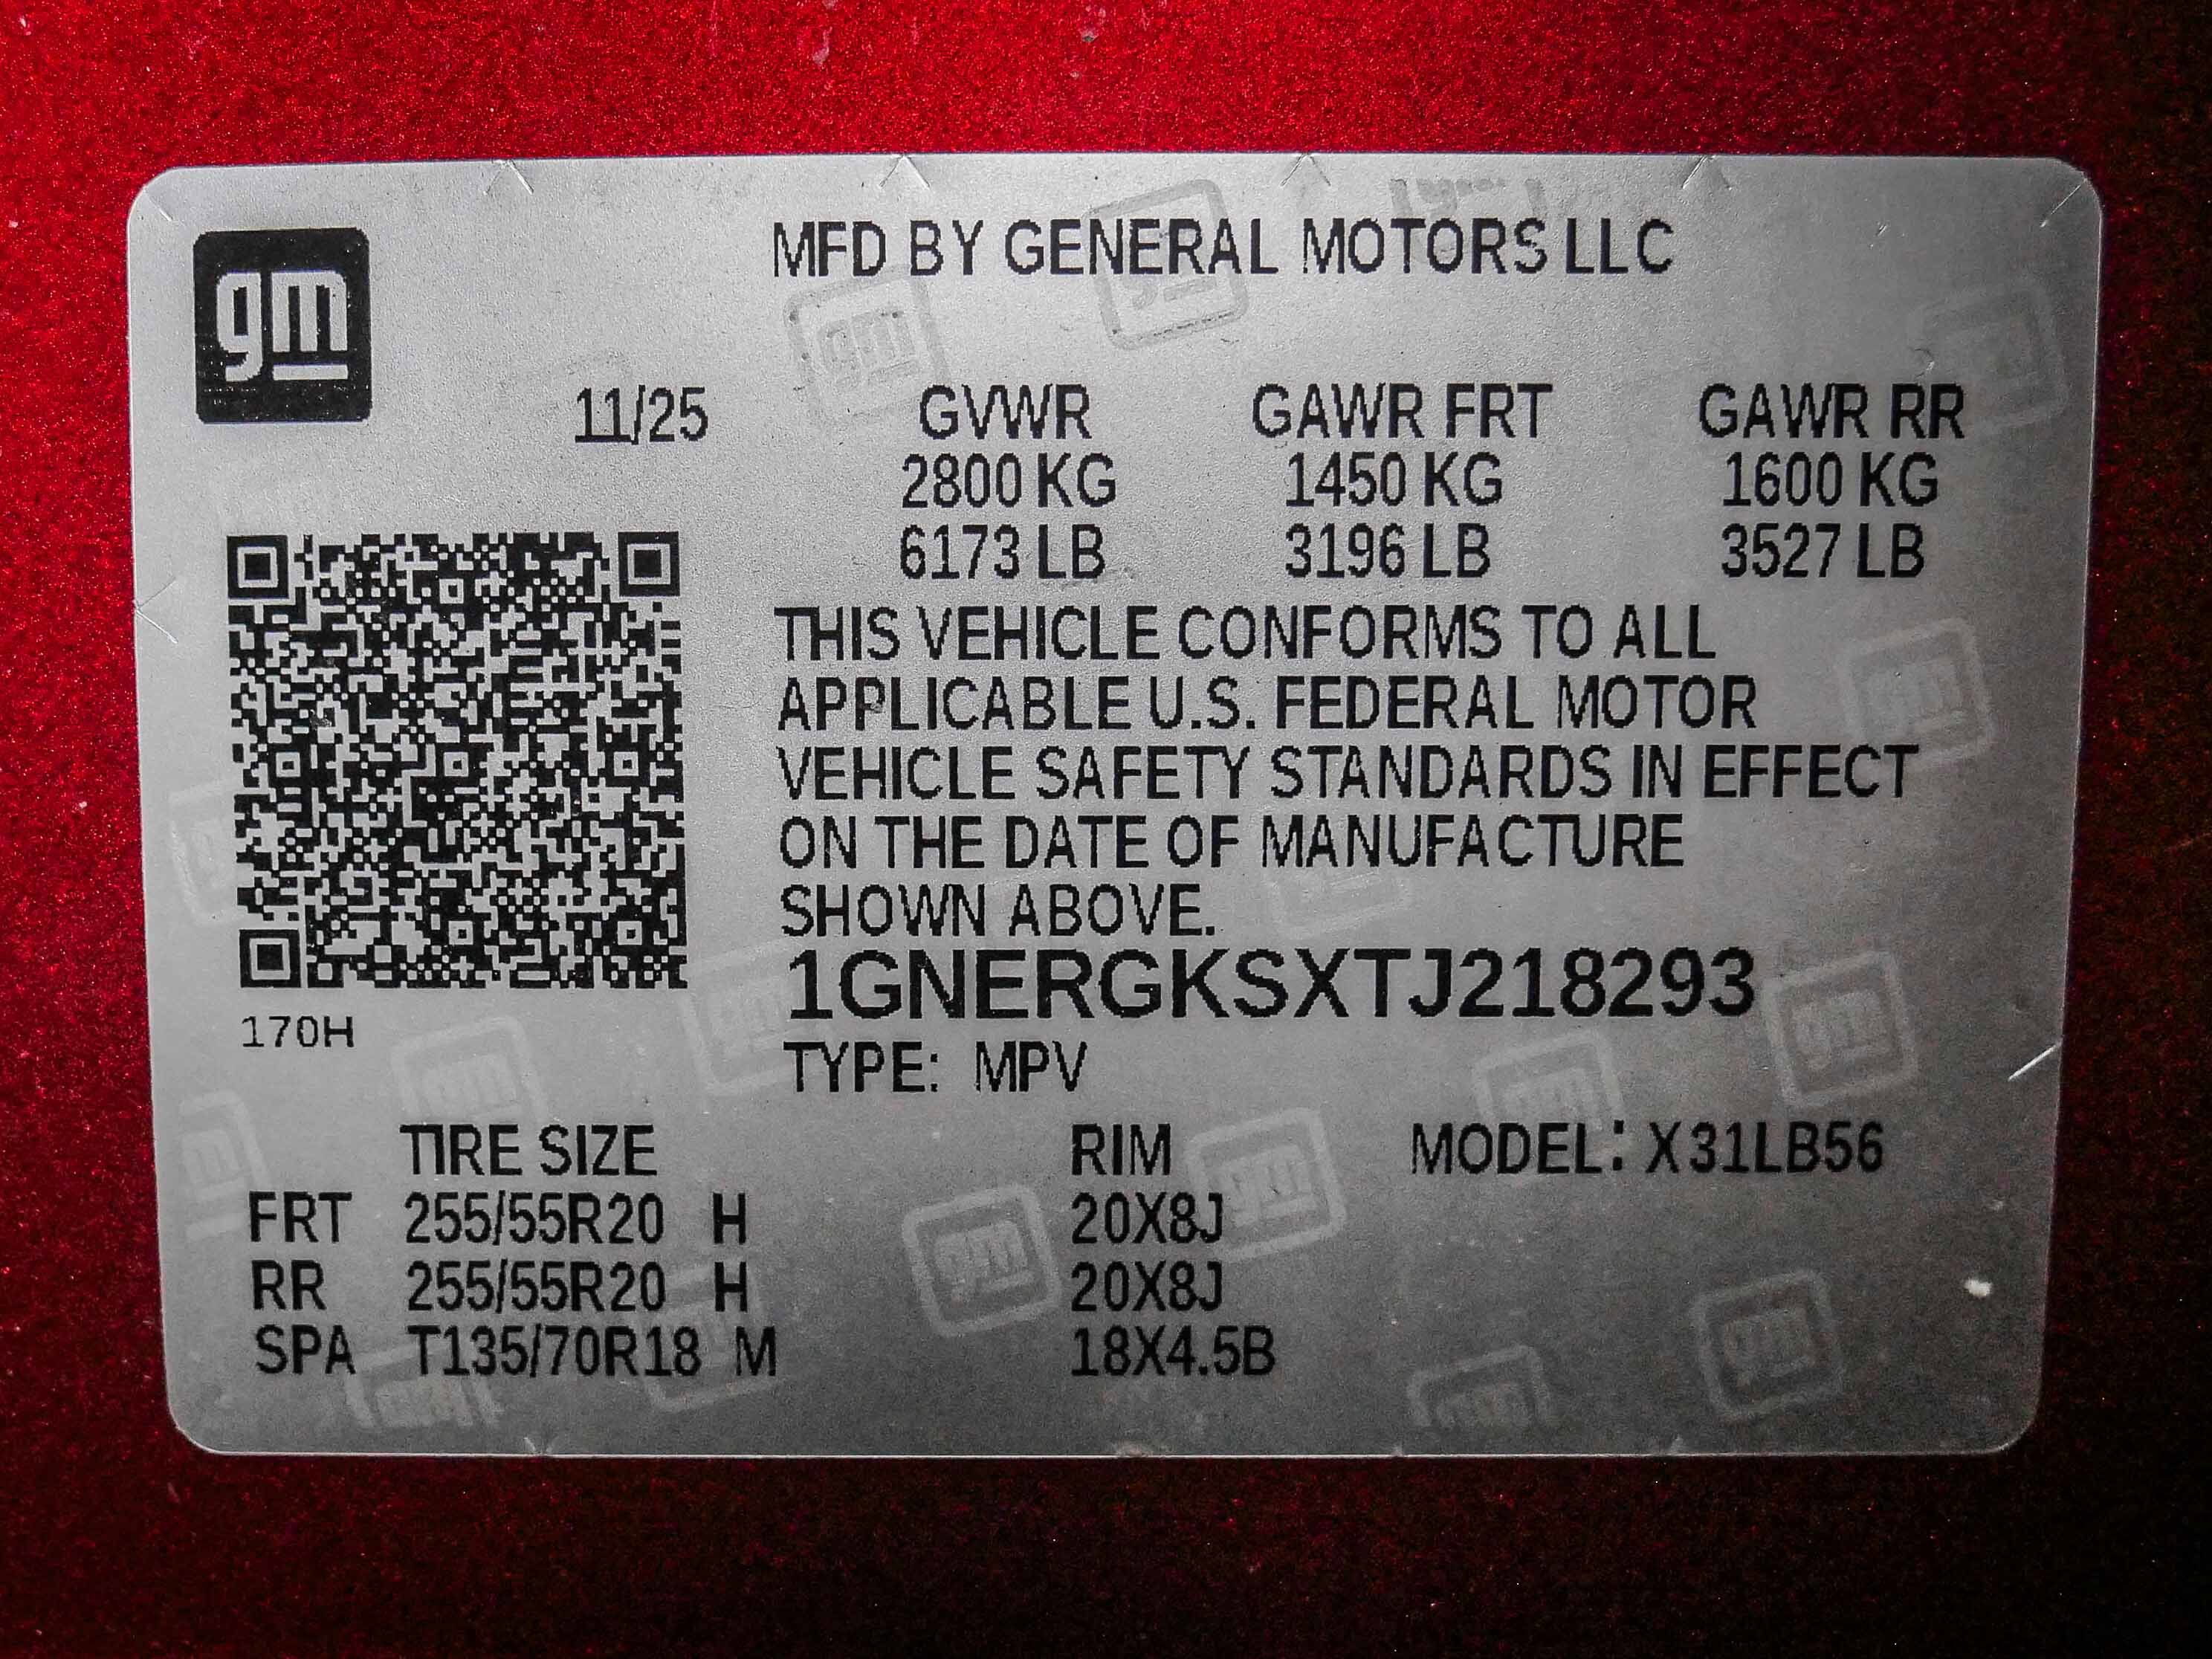 gm
MFD BY GENERAL MOTORS LLC
11/25 GVWR GAWR FRT GAWR RR
2800 KG 1450 KG 1600 KG
6173 LB 3196 LB 3527 LB
THIS VEHICLE CONFORMS TO ALL
APPLICABLE U.S. FEDERAL MOTOR
VEHICLE SAFETY STANDARDS IN EFFECT
ON THE DATE OF MANUFACTURE
SHOWN ABOVE.
1GNERGKSXTJ218293
170H
TYPE: MPV
TIRE SIZE RIM MODEL: X31LB56
FRT 255/55R20 H 20X8J
RR 255/55R20 H 20X8J
SPA T135/70R18 M 18X4.5B